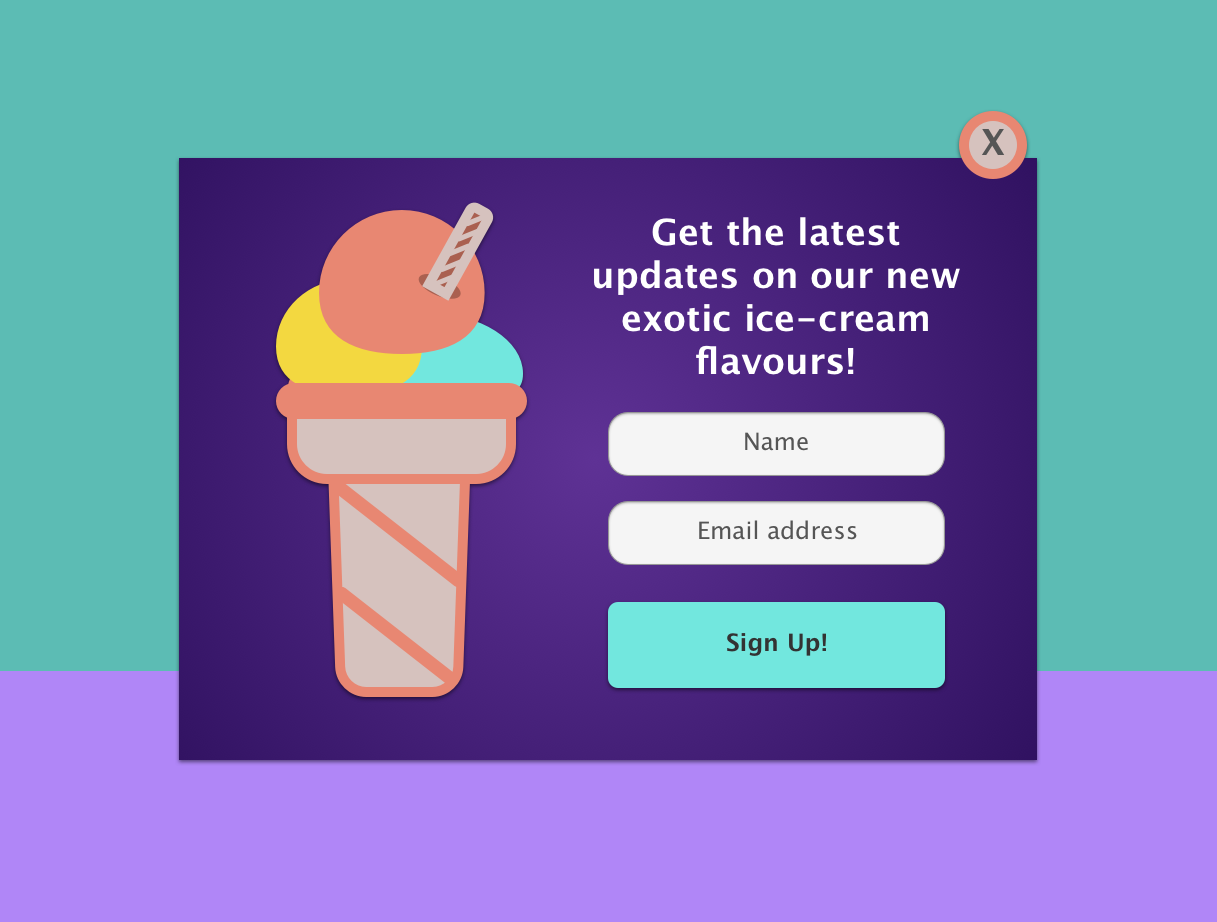 X
Get the latest
updates on our new
exotic ice-cream
flavours!
Name
Email address
Sign Up!